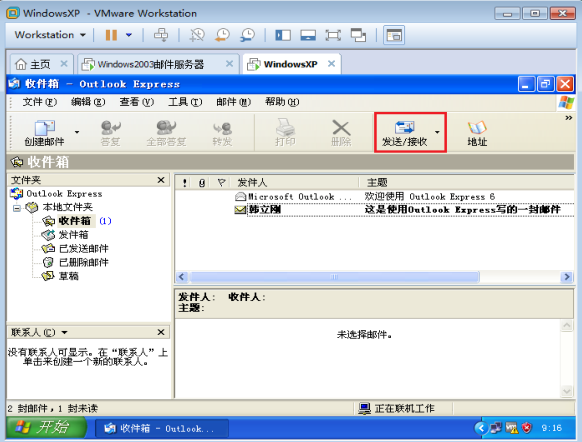 WindowsXP - VMware Workstation
Workstation
主页 × Windows2003邮件服务器 × WindowsXP ×
收件箱 - Outlook Express
文件(F) 编辑(E) 查看(V) 工具(T) 邮件(M) 帮助(H)
创建邮件 答复 全部答复 转发 打印 删除 发送/接收 地址 »
收件箱
文件夹 ×
! 发件人 主题
Outlook Express
Microsoft Outlook ... 欢迎使用 Outlook Express 6
本地文件夹
韩立刚 这是使用Outlook Express写的一封邮件
收件箱 (1)
发件箱
已发送邮件
已删除邮件
草稿
发件人: 收件人:
主题:
联系人(C) ×
未选择邮件。
没有联系人可显示。在“联系人”上
单击来创建一个新的联系人。
2 封邮件，1 封未读 正在联机工作
开始 收件箱 - Outlook... 9:16